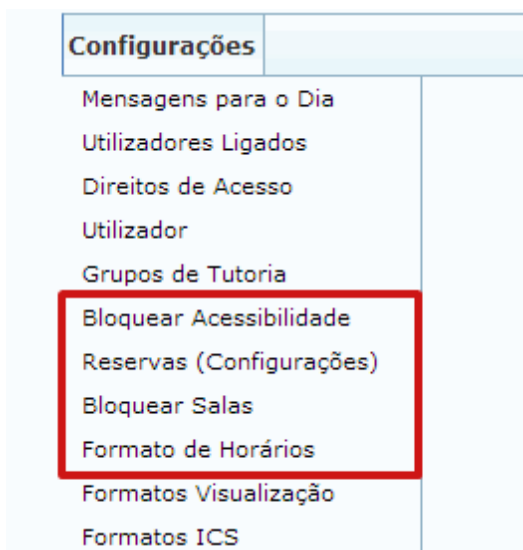 Configurações
Mensagens para o Dia
Utilizadores Ligados
Direitos de Acesso
Utilizador
Grupos de Tutoria
Bloquear Acessibilidade
Reservas (Configurações)
Bloquear Salas
Formato de Horários
Formatos Visualização
Formatos ICS